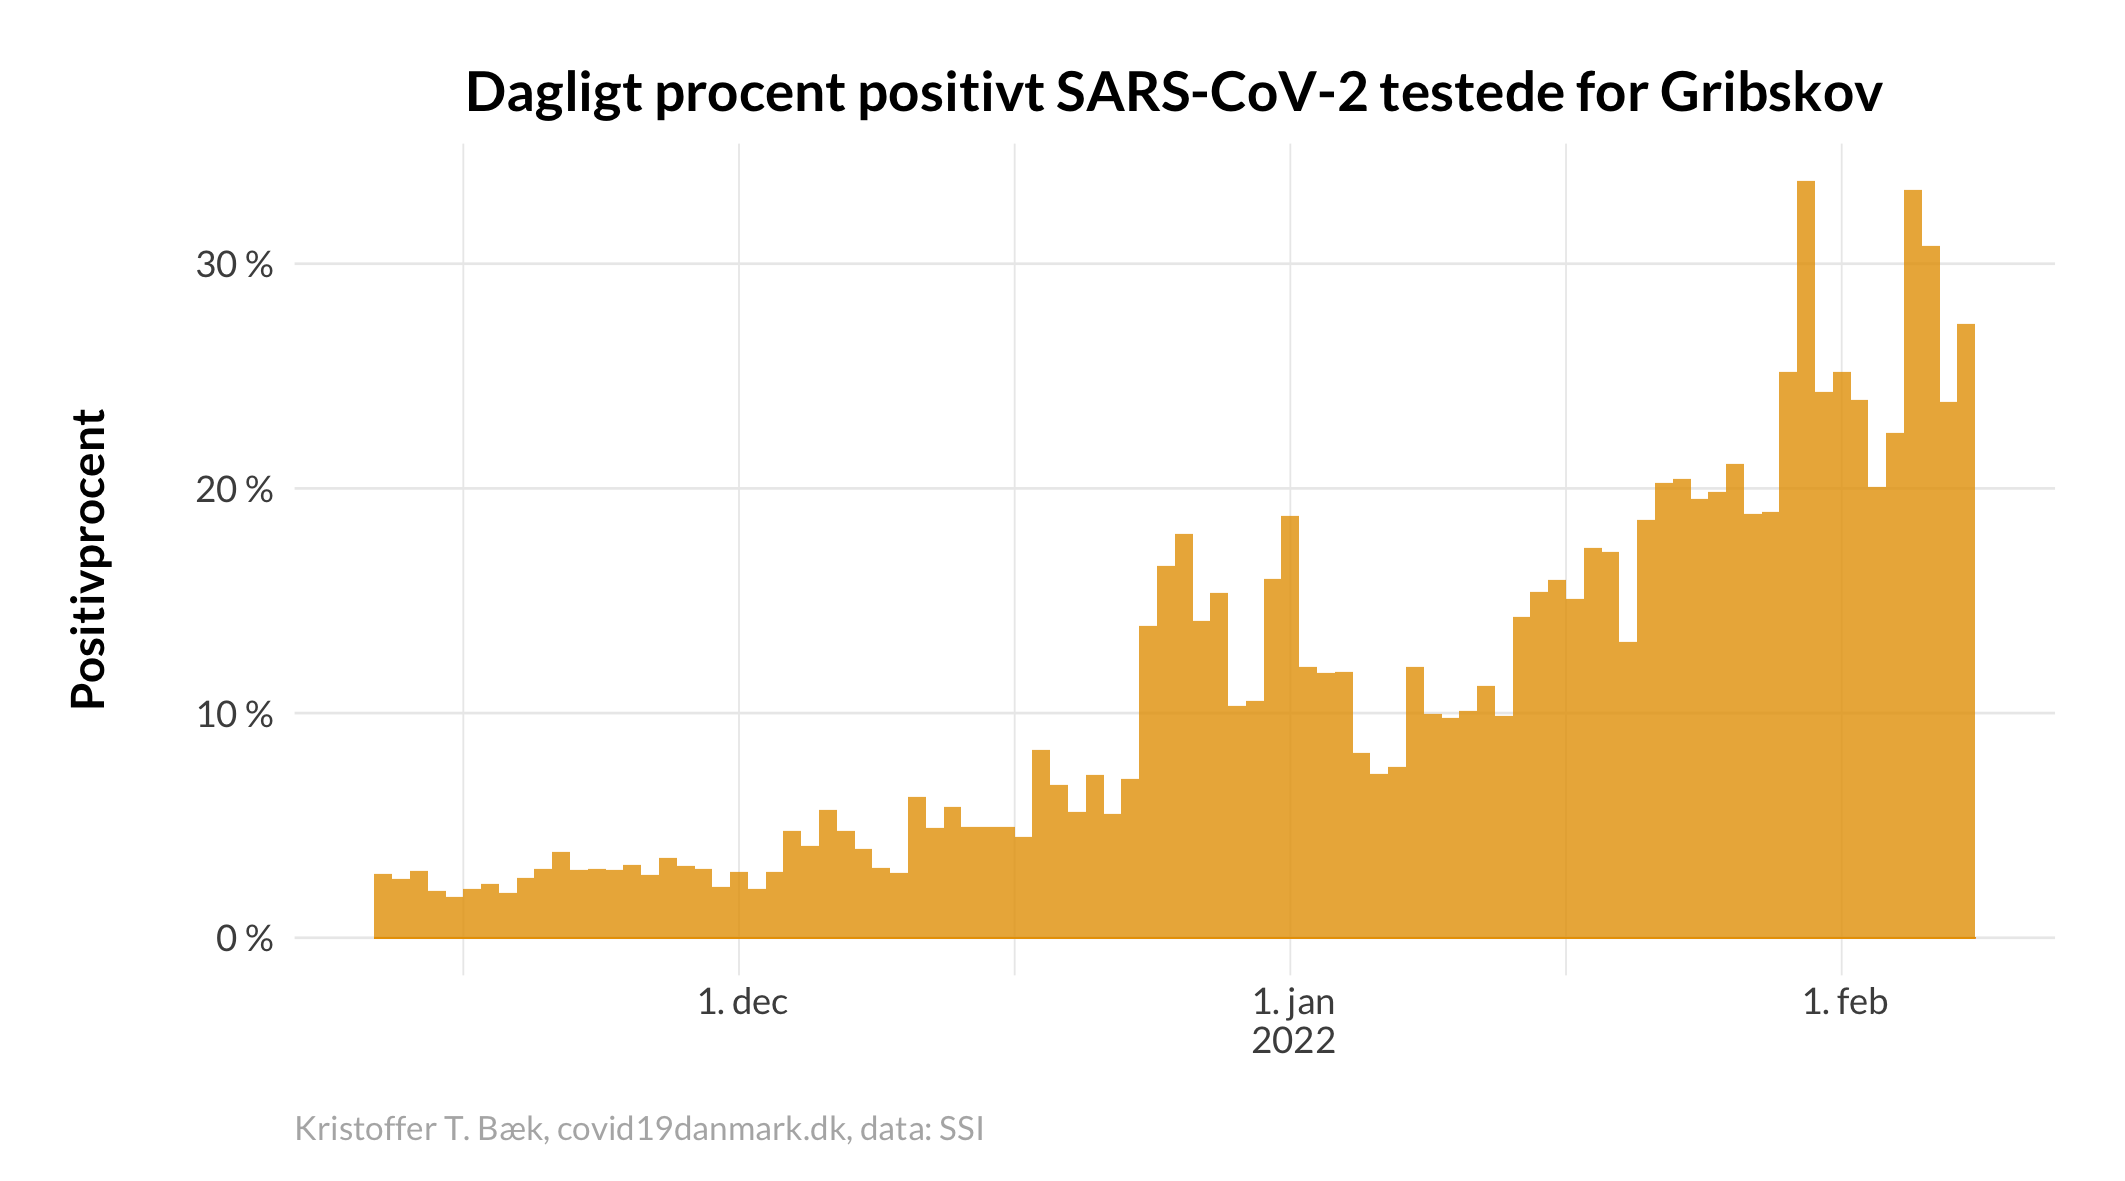 Dagligt procent positivt SARS-CoV-2 testede for Gribskov
Positivprocent
30 %
20 %
10 %
0 %
1. dec
1. jan
2022
1. feb
Kristoffer T. Bæk, covid19danmark.dk, data: SSI